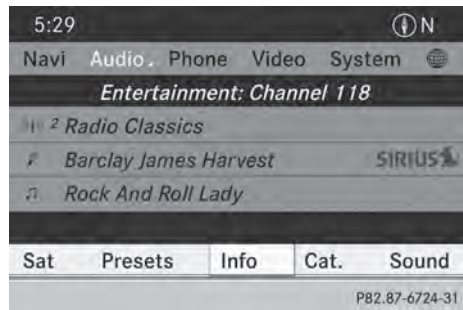 5:29 N
Navi Audio Phone Video System
Entertainment: Channel 118
2 Radio Classics
Barclay James Harvest SIRIUS
Rock And Roll Lady
Sat Presets Info Cat. Sound
P82.87-6724-31